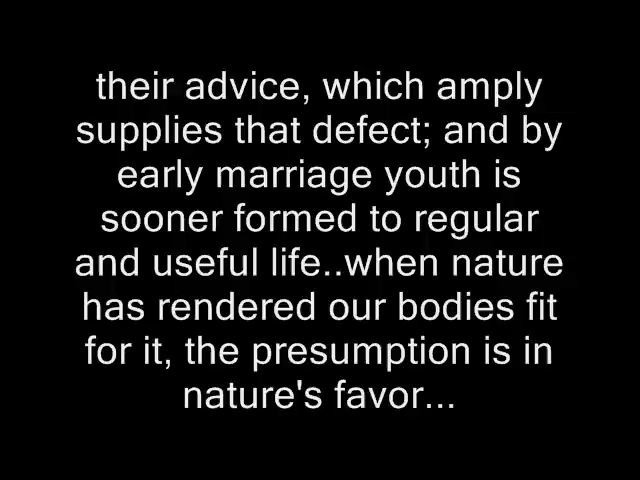 their advice, which amply
supplies that defect; and by
early marriage youth is
sooner formed to regular
and useful life..when nature
has rendered our bodies fit
for it, the presumption is in
nature's favor...